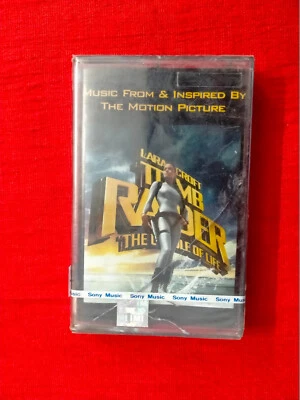 MUSIC FROM & INSPIRED BY
THE MOTION PICTURE
LARA CROFT
TOMB
RAIDER
THE CRADLE OF LIFE
Sony Music Sony Music Sony Music Sony Mu